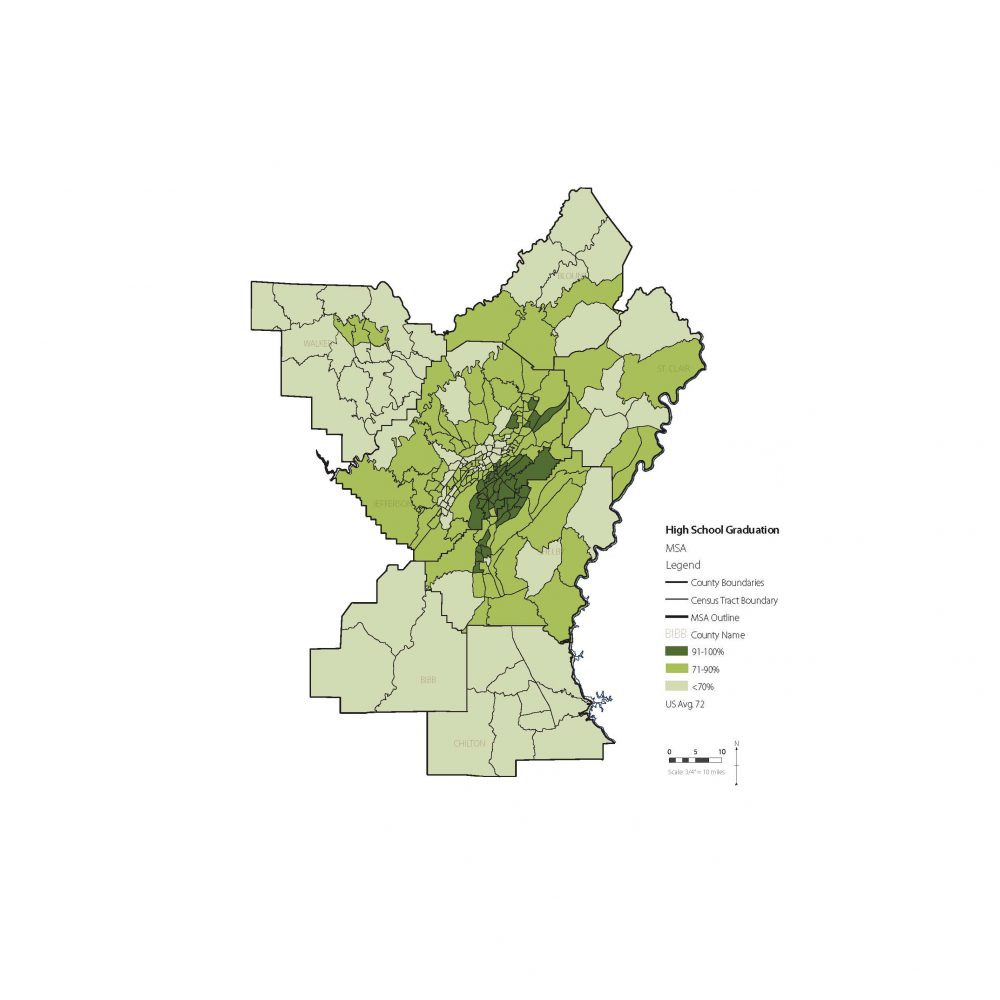 BLOUNT
WALKER
ST. CLAIR
JEFFERSON
SHELBY
BIBB
CHILTON
High School Graduation
MSA
Legend
County Boundaries
Census Tract Boundary
MSA Outline
BIBB County Name
91-100%
71-90%
<70%
US Avg. 72
0 5 10
Scale: 3/4" = 10 miles
N